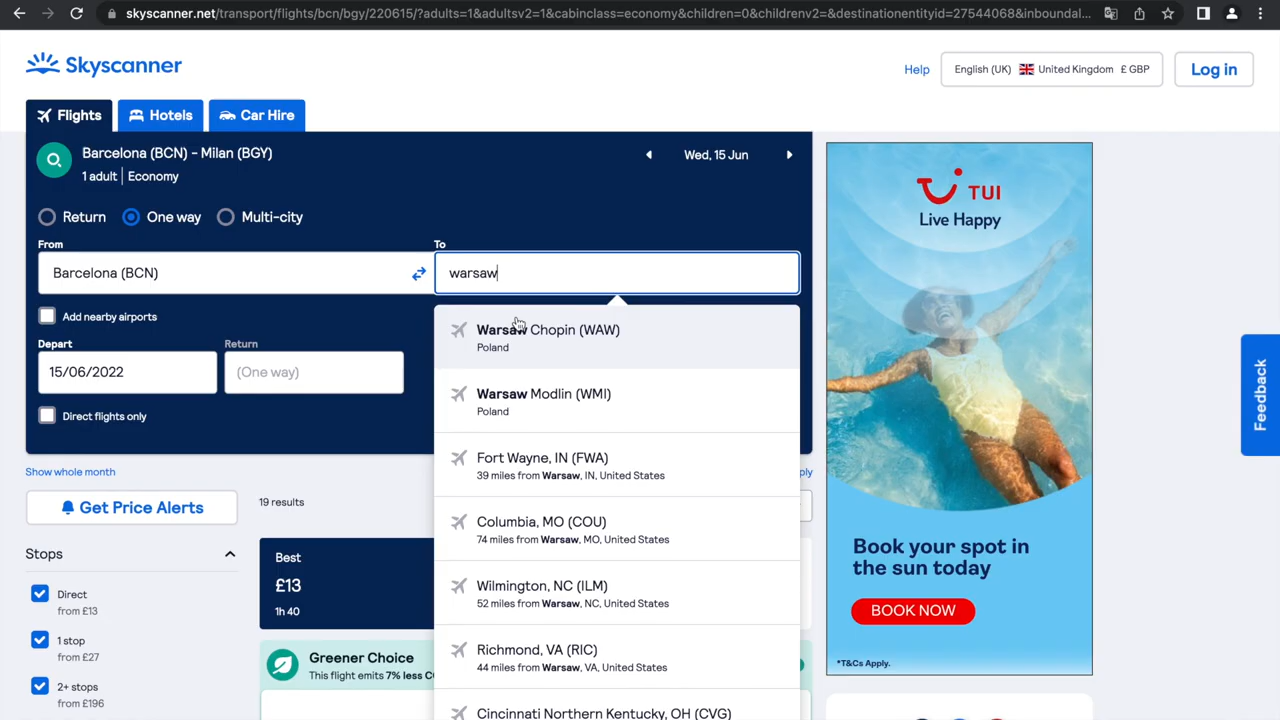 skyscanner.net/transport/flights/bcn/bgy/220615/?adults=1&adultsv2=1&cabinclass=economy&children=0&childrenv2=&destinationentityid=27544068&inboundal...
Skyscanner
Help
English (UK) United Kingdom £ GBP
Log in
Flights
Hotels
Car Hire
Barcelona (BCN) - Milan (BGY)
1 adult | Economy
Wed, 15 Jun
Return
One way
Multi-city
From
To
Barcelona (BCN)
warsaw
Add nearby airports
Depart
Return
15/06/2022
(One way)
Direct flights only
Warsaw Chopin (WAW)
Poland
Warsaw Modlin (WMI)
Poland
Fort Wayne, IN (FWA)
39 miles from Warsaw, IN, United States
Columbia, MO (COU)
74 miles from Warsaw, MO, United States
Wilmington, NC (ILM)
52 miles from Warsaw, NC, United States
Richmond, VA (RIC)
44 miles from Warsaw, VA, United States
Cincinnati Northern Kentucky, OH (CVG)
Show whole month
ply
Get Price Alerts
19 results
Stops
Direct
from £13
1 stop
from £27
2+ stops
from £196
Best
£13
1h 40
Greener Choice
This flight emits 7% less C
TUI
Live Happy
Book your spot in
the sun today
BOOK NOW
*T&Cs Apply.
Feedback